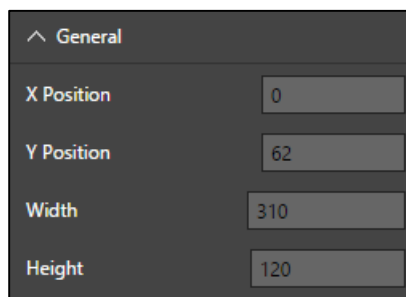 General
X Position 0
Y Position 62
Width 310
Height 120